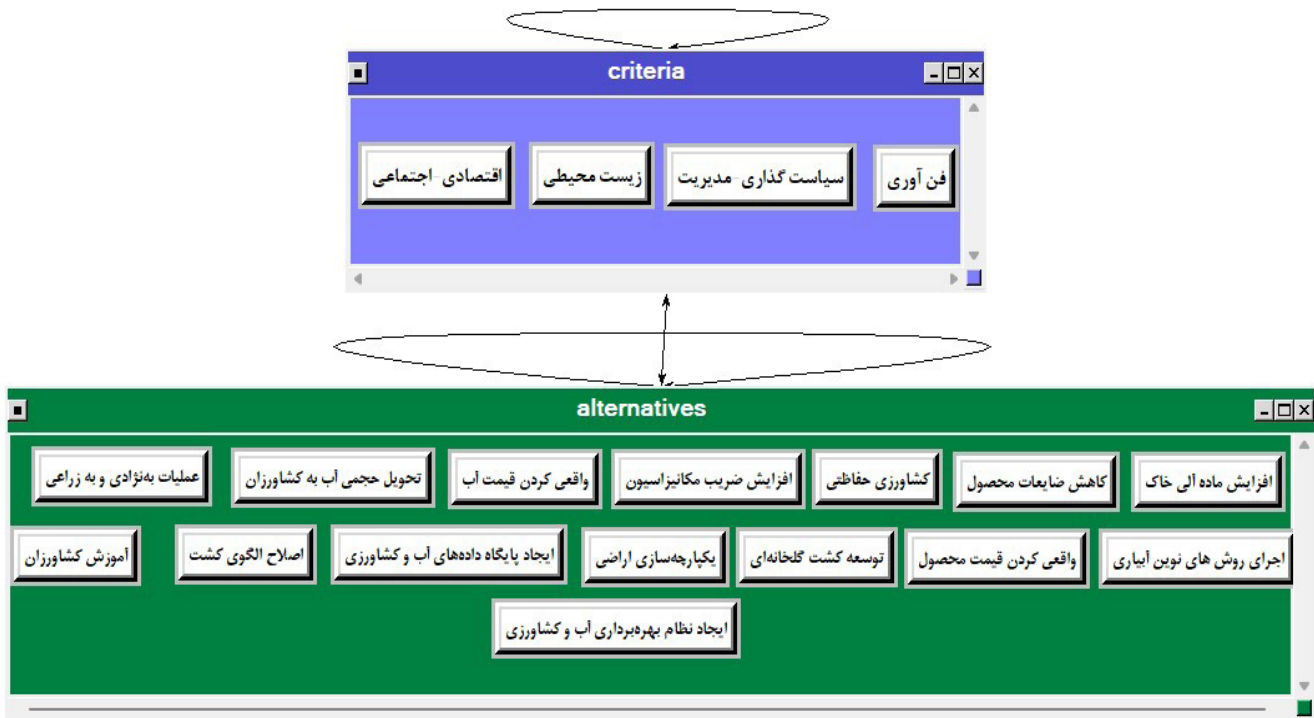 criteria
فن آوری سیاست گذاری-مدیریت زیست محیطی اقتصادی-اجتماعی
alternatives
افزایش ماده آلی خاک کاهش ضایعات محصول کشاورزی حفاظتی افزایش ضریب مکانیزاسیون واقعی کردن قیمت آب تحویل حجمی آب به کشاورزان عملیات به‌نژادی و به زراعی
اجرای روش های نوین آبیاری واقعی کردن قیمت محصول توسعه کشت گلخانه‌ای یکپارچه‌سازی اراضی ایجاد پایگاه داده‌های آب و کشاورزی اصلاح الگوی کشت آموزش کشاورزان
ایجاد نظام بهره‌برداری آب و کشاورزی